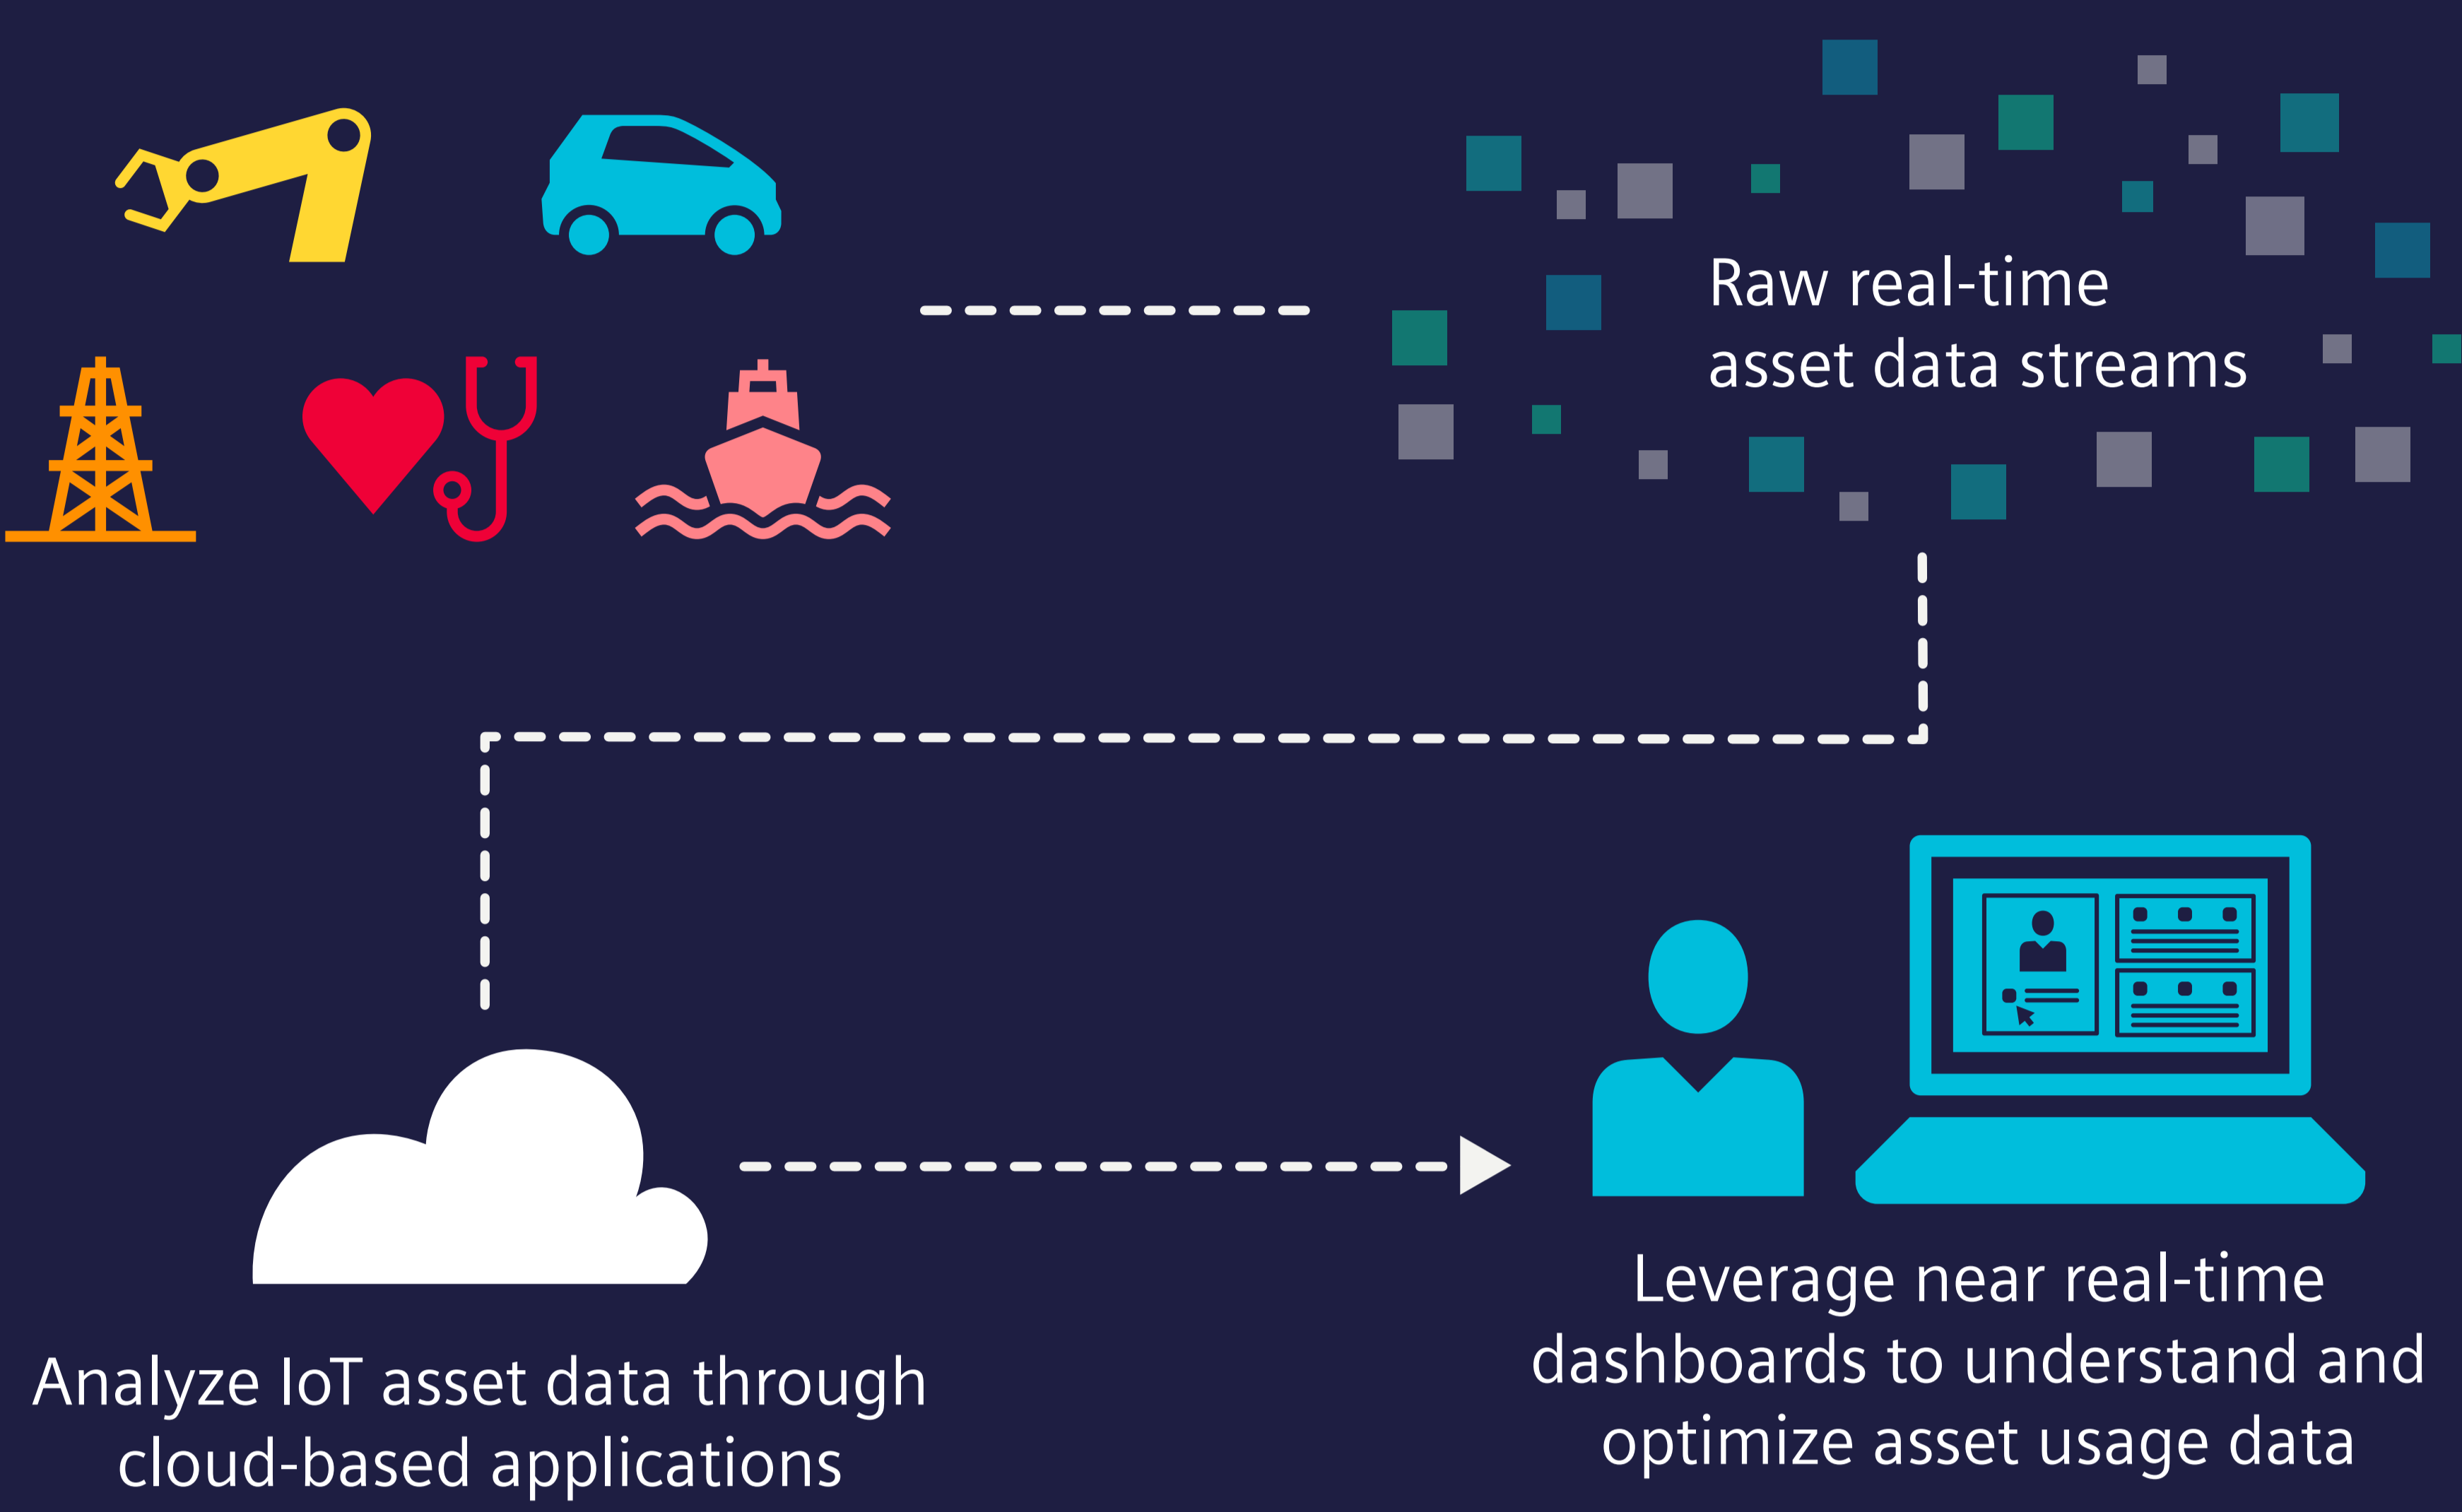 Raw real-time
asset data streams
Analyze IoT asset data through
cloud-based applications
Leverage near real-time
dashboards to understand and
optimize asset usage data